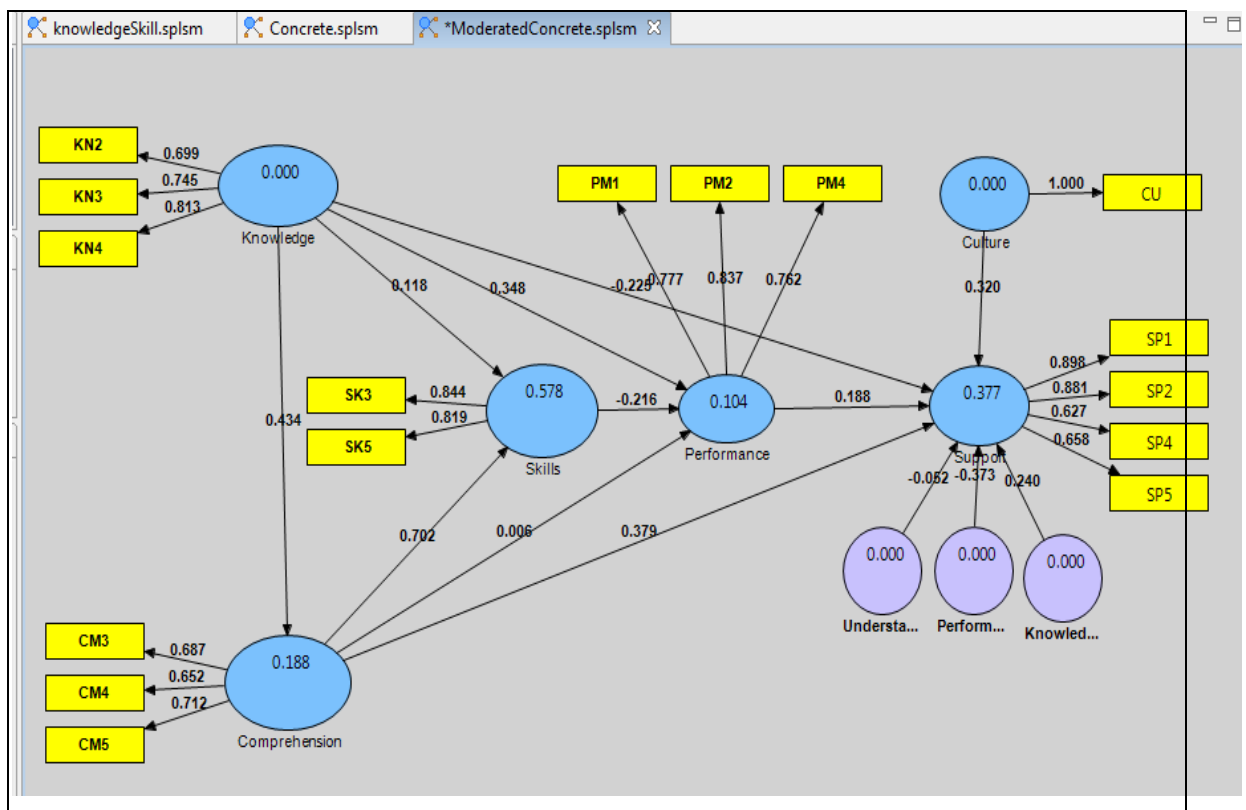 knowledgeSkill.splsm Concrete.splsm *ModeratedConcrete.splsm
KN2
0.699
KN3
0.745
KN4
0.813
0.000
Knowledge
PM1
PM2
PM4
0.777
0.837
0.762
0.000
Culture
1.000
CU
0.118
0.348
-0.225
0.320
0.434
SK3
0.844
SK5
0.819
0.578
Skills
-0.216
0.104
Performance
0.188
0.377
Support
0.898
SP1
0.881
SP2
0.627
SP4
0.658
SP5
-0.052
-0.373
0.240
0.702
0.006
0.379
0.000
Understa...
0.000
Perform...
0.000
Knowled...
CM3
0.687
CM4
0.652
CM5
0.712
0.188
Comprehension